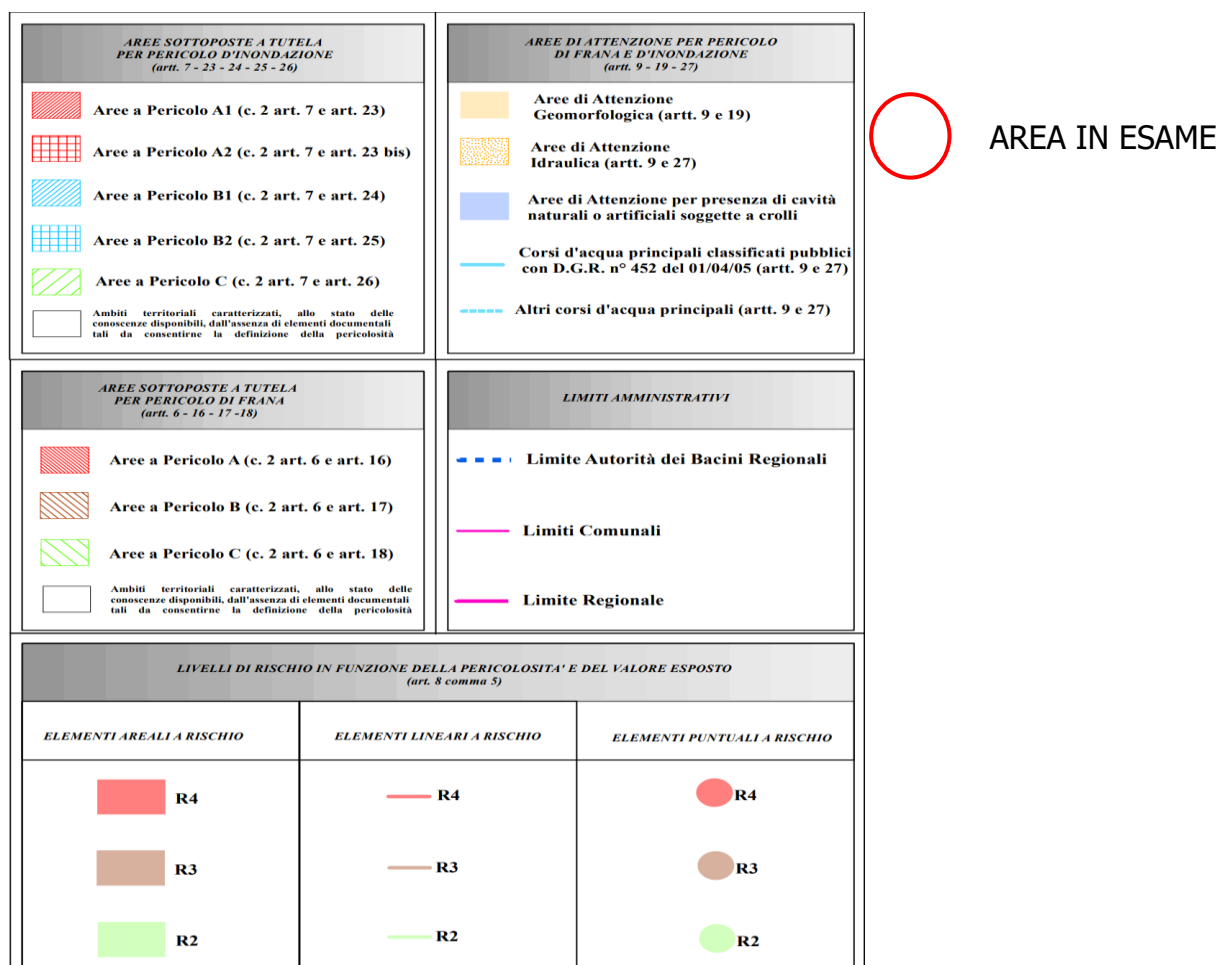 AREE SOTTOPOSTE A TUTELA
PER PERICOLO D'INONDAZIONE
(artt. 7 - 23 - 24 - 25 - 26)
Aree a Pericolo A1 (c. 2 art. 7 e art. 23)
Aree a Pericolo A2 (c. 2 art. 7 e art. 23 bis)
Aree a Pericolo B1 (c. 2 art. 7 e art. 24)
Aree a Pericolo B2 (c. 2 art. 7 e art. 25)
Aree a Pericolo C (c. 2 art. 7 e art. 26)
Ambiti territoriali caratterizzati, allo stato delle
conoscenze disponibili, dall'assenza di elementi documentali
tali da consentirne la definizione della pericolosità
AREE DI ATTENZIONE PER PERICOLO
DI FRANA E D'INONDAZIONE
(artt. 9 - 19 - 27)
Aree di Attenzione
Geomorfologica (artt. 9 e 19)
Aree di Attenzione
Idraulica (artt. 9 e 27)
Aree di Attenzione per presenza di cavità
naturali o artificiali soggette a crolli
Corsi d'acqua principali classificati pubblici
con D.G.R. n° 452 del 01/04/05 (artt. 9 e 27)
Altri corsi d'acqua principali (artt. 9 e 27)
AREA IN ESAME
AREE SOTTOPOSTE A TUTELA
PER PERICOLO DI FRANA
(artt. 6 - 16 - 17 -18)
Aree a Pericolo A (c. 2 art. 6 e art. 16)
Aree a Pericolo B (c. 2 art. 6 e art. 17)
Aree a Pericolo C (c. 2 art. 6 e art. 18)
Ambiti territoriali caratterizzati, allo stato delle
conoscenze disponibili, dall'assenza di elementi documentali
tali da consentirne la definizione della pericolosità
LIMITI AMMINISTRATIVI
Limite Autorità dei Bacini Regionali
Limiti Comunali
Limite Regionale
LIVELLI DI RISCHIO IN FUNZIONE DELLA PERICOLOSITA' E DEL VALORE ESPOSTO
(art. 8 comma 5)
ELEMENTI AREALI A RISCHIO
R4
R3
R2
ELEMENTI LINEARI A RISCHIO
R4
R3
R2
ELEMENTI PUNTUALI A RISCHIO
R4
R3
R2